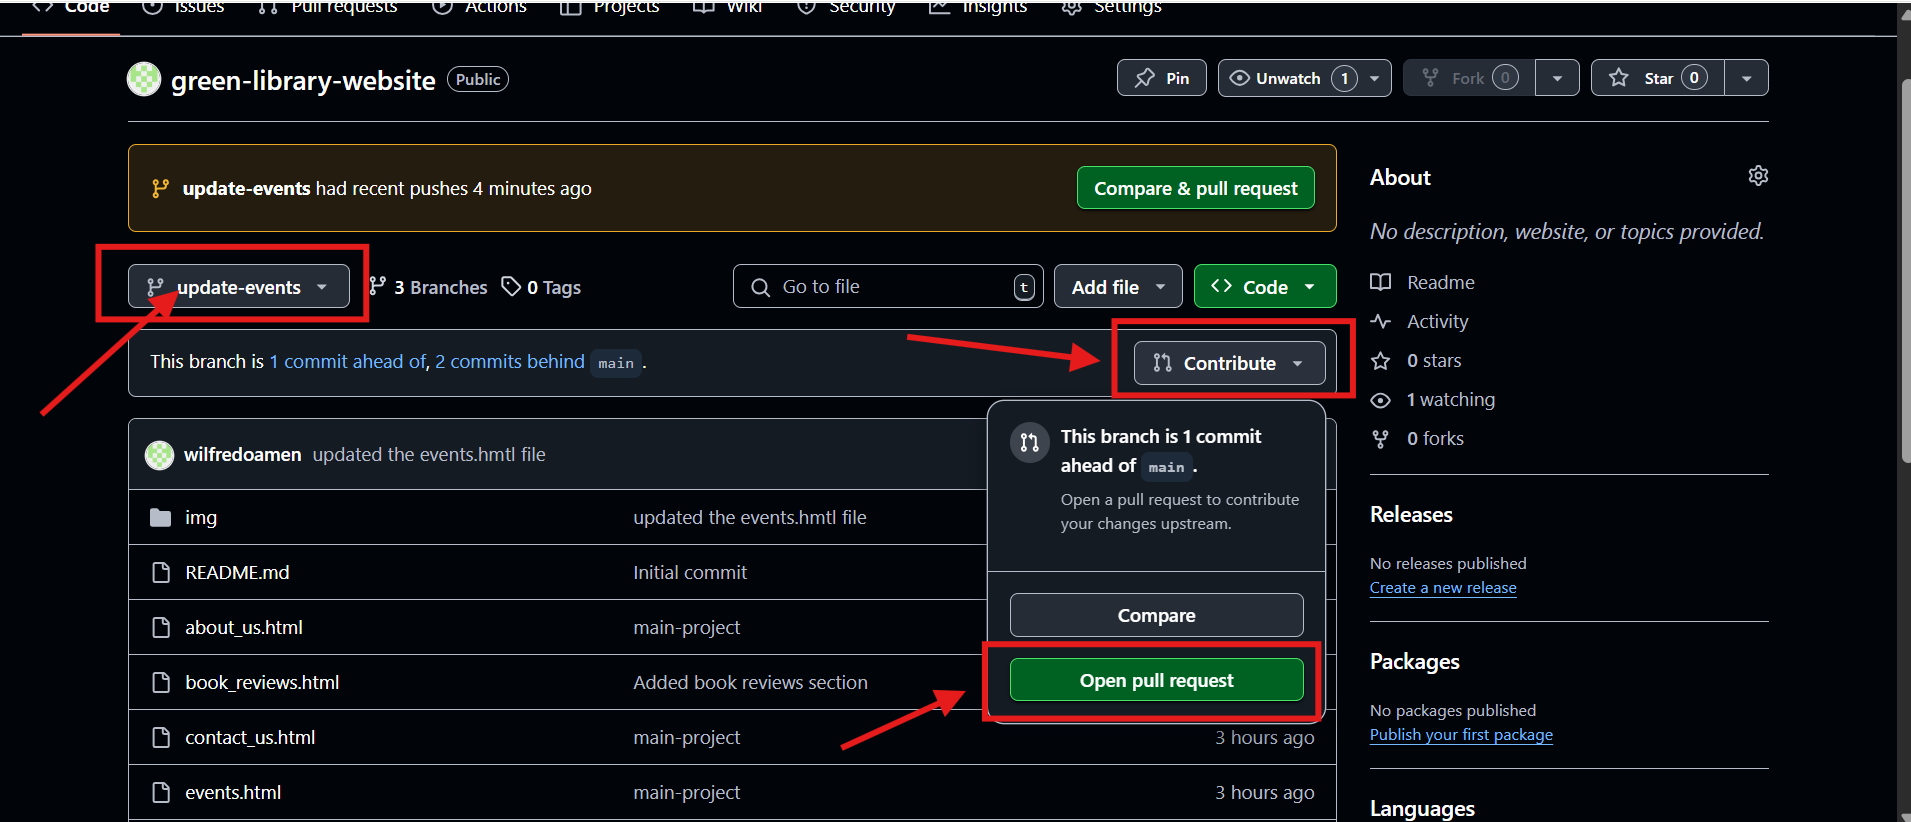 Code Issues Pull requests Actions Projects Wiki Security Insights Settings
green-library-website Public
Pin Unwatch 1 Fork 0 Star 0
update-events had recent pushes 4 minutes ago Compare & pull request
update-events 3 Branches 0 Tags Go to file t Add file Code
This branch is 1 commit ahead of, 2 commits behind main .
Contribute
This branch is 1 commit
ahead of main .
Open a pull request to contribute
your changes upstream.
Compare
Open pull request
wilfredoamen updated the events.hmtl file
img updated the events.hmtl file
README.md Initial commit
about_us.html main-project
book_reviews.html Added book reviews section
contact_us.html main-project 3 hours ago
events.html main-project 3 hours ago
About
No description, website, or topics provided.
Readme
Activity
0 stars
1 watching
0 forks
Releases
No releases published
Create a new release
Packages
No packages published
Publish your first package
Languages